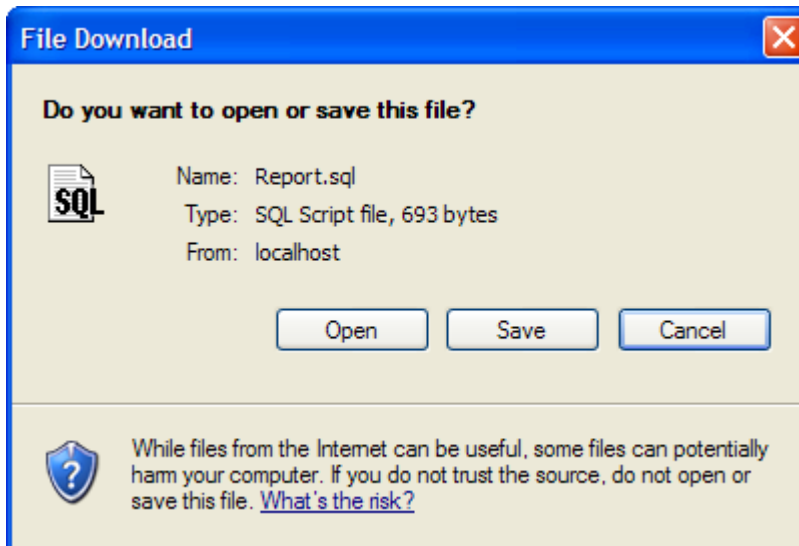 File Download
Do you want to open or save this file?
SQL
Name: Report.sql
Type: SQL Script file, 693 bytes
From: localhost
Open Save Cancel
While files from the Internet can be useful, some files can potentially
harm your computer. If you do not trust the source, do not open or
save this file. What's the risk?